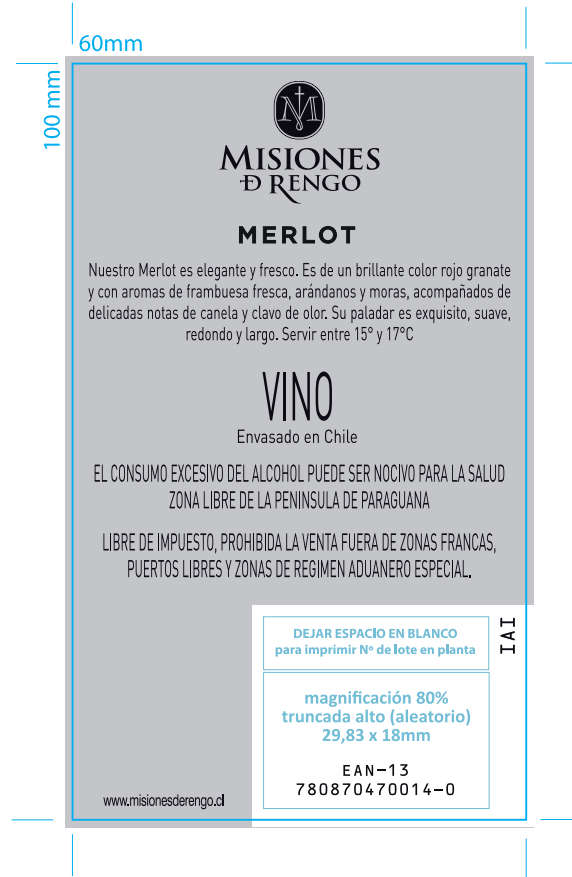 60mm
100 mm
M
MISIONES
D RENGO
MERLOT
Nuestro Merlot es elegante y fresco. Es de un brillante color rojo granate
y con aromas de frambuesa fresca, arándanos y moras, acompañados de
delicadas notas de canela y clavo de olor. Su paladar es exquisito, suave,
redondo y largo. Servir entre 15° y 17°C
VINO
Envasado en Chile
EL CONSUMO EXCESIVO DEL ALCOHOL PUEDE SER NOCIVO PARA LA SALUD
ZONA LIBRE DE LA PENINSULA DE PARAGUANA
LIBRE DE IMPUESTO, PROHIBIDA LA VENTA FUERA DE ZONAS FRANCAS,
PUERTOS LIBRES Y ZONAS DE REGIMEN ADUANERO ESPECIAL.
IAI
DEJAR ESPACIO EN BLANCO
para imprimir Nº de lote en planta
magnificación 80%
truncada alto (aleatorio)
29,83 x 18mm
EAN-13
780870470014-0
www.misionesderengo.cl